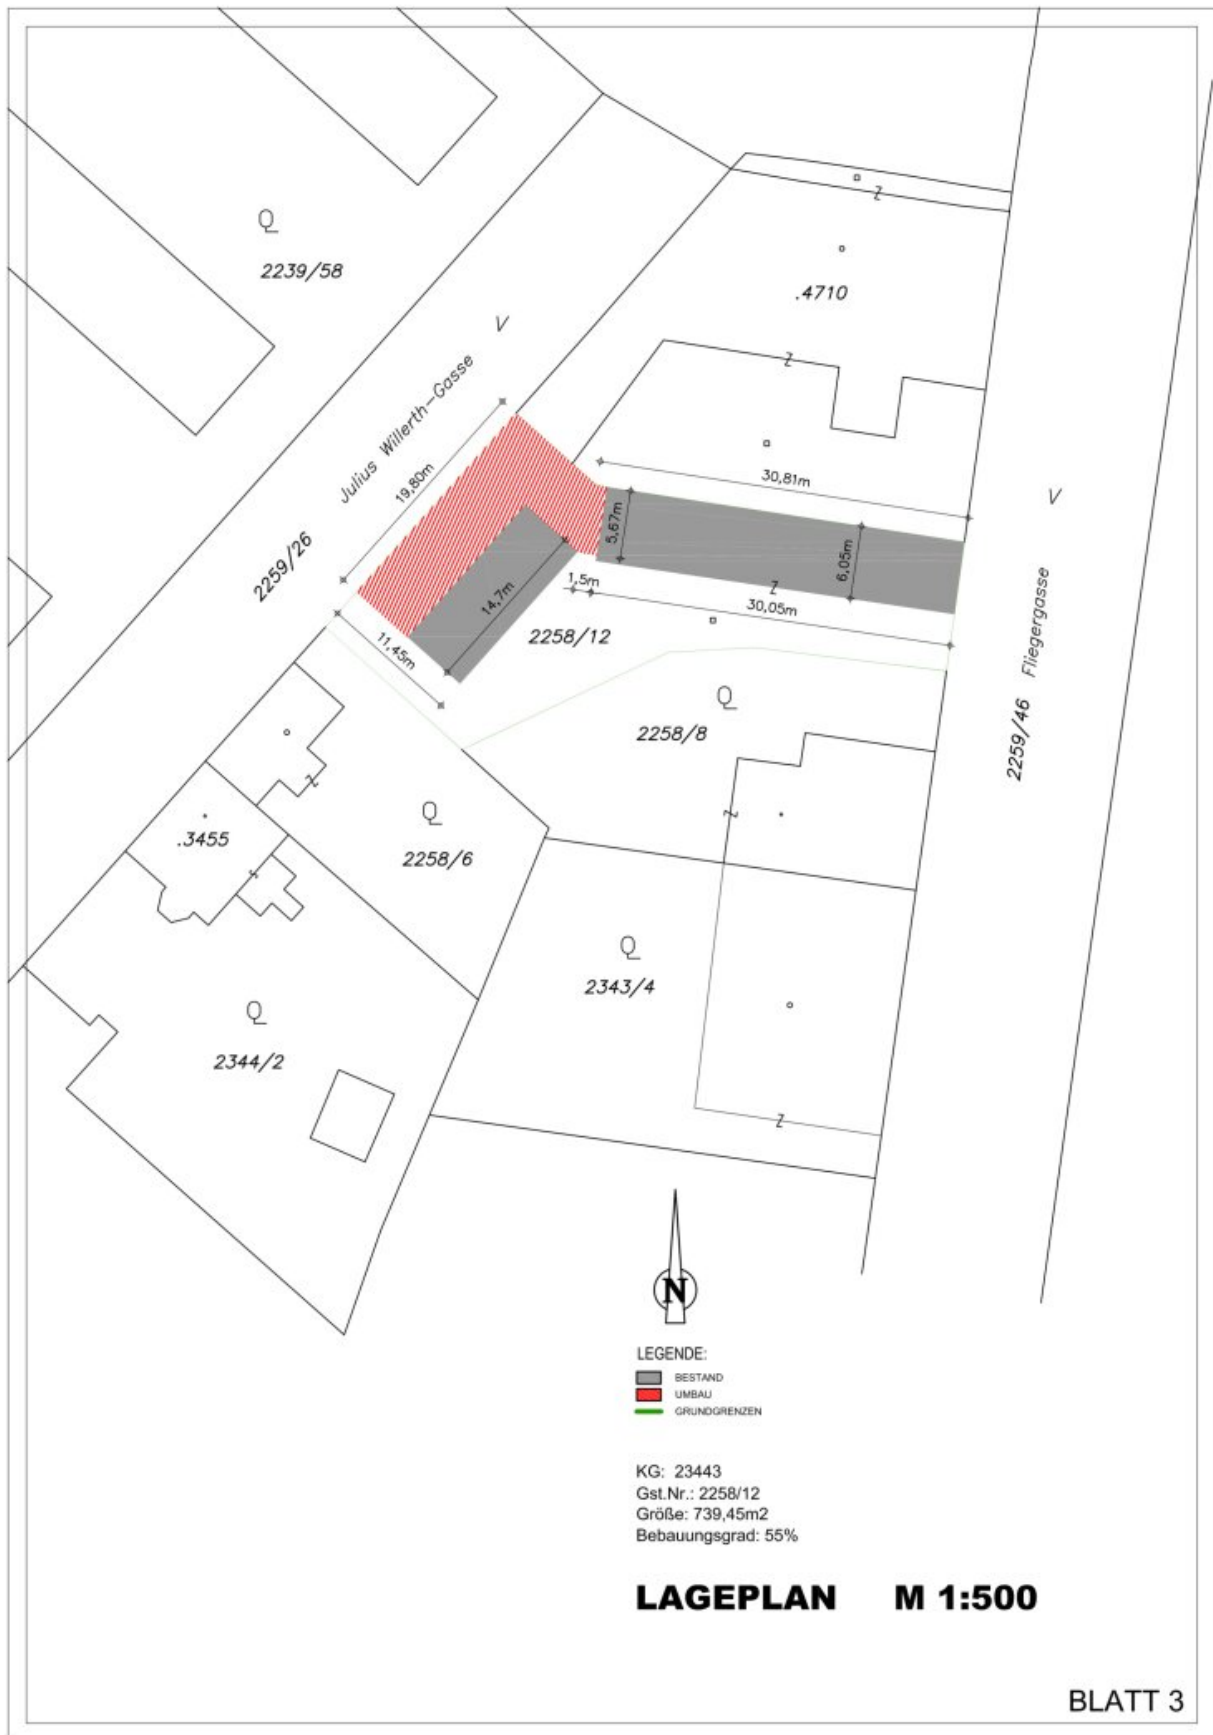 Q
2239/58
.4710
Z
Z
V
Julius Willerth-Gasse
19,80m
2259/26
30,81m
5,67m
6,05m
V
14,7m
1,5m
Z
30,05m
2258/12
11,45m
Fliegergasse
2259/46
Q
2258/8
Z
Z
Q
2258/6
.3455
Q
2343/4
Q
2344/2
Z
N
LEGENDE:
BESTAND
UMBAU
GRUNDGRENZEN
KG: 23443
Gst.Nr.: 2258/12
Größe: 739,45m2
Bebauungsgrad: 55%
LAGEPLAN M 1:500
BLATT 3